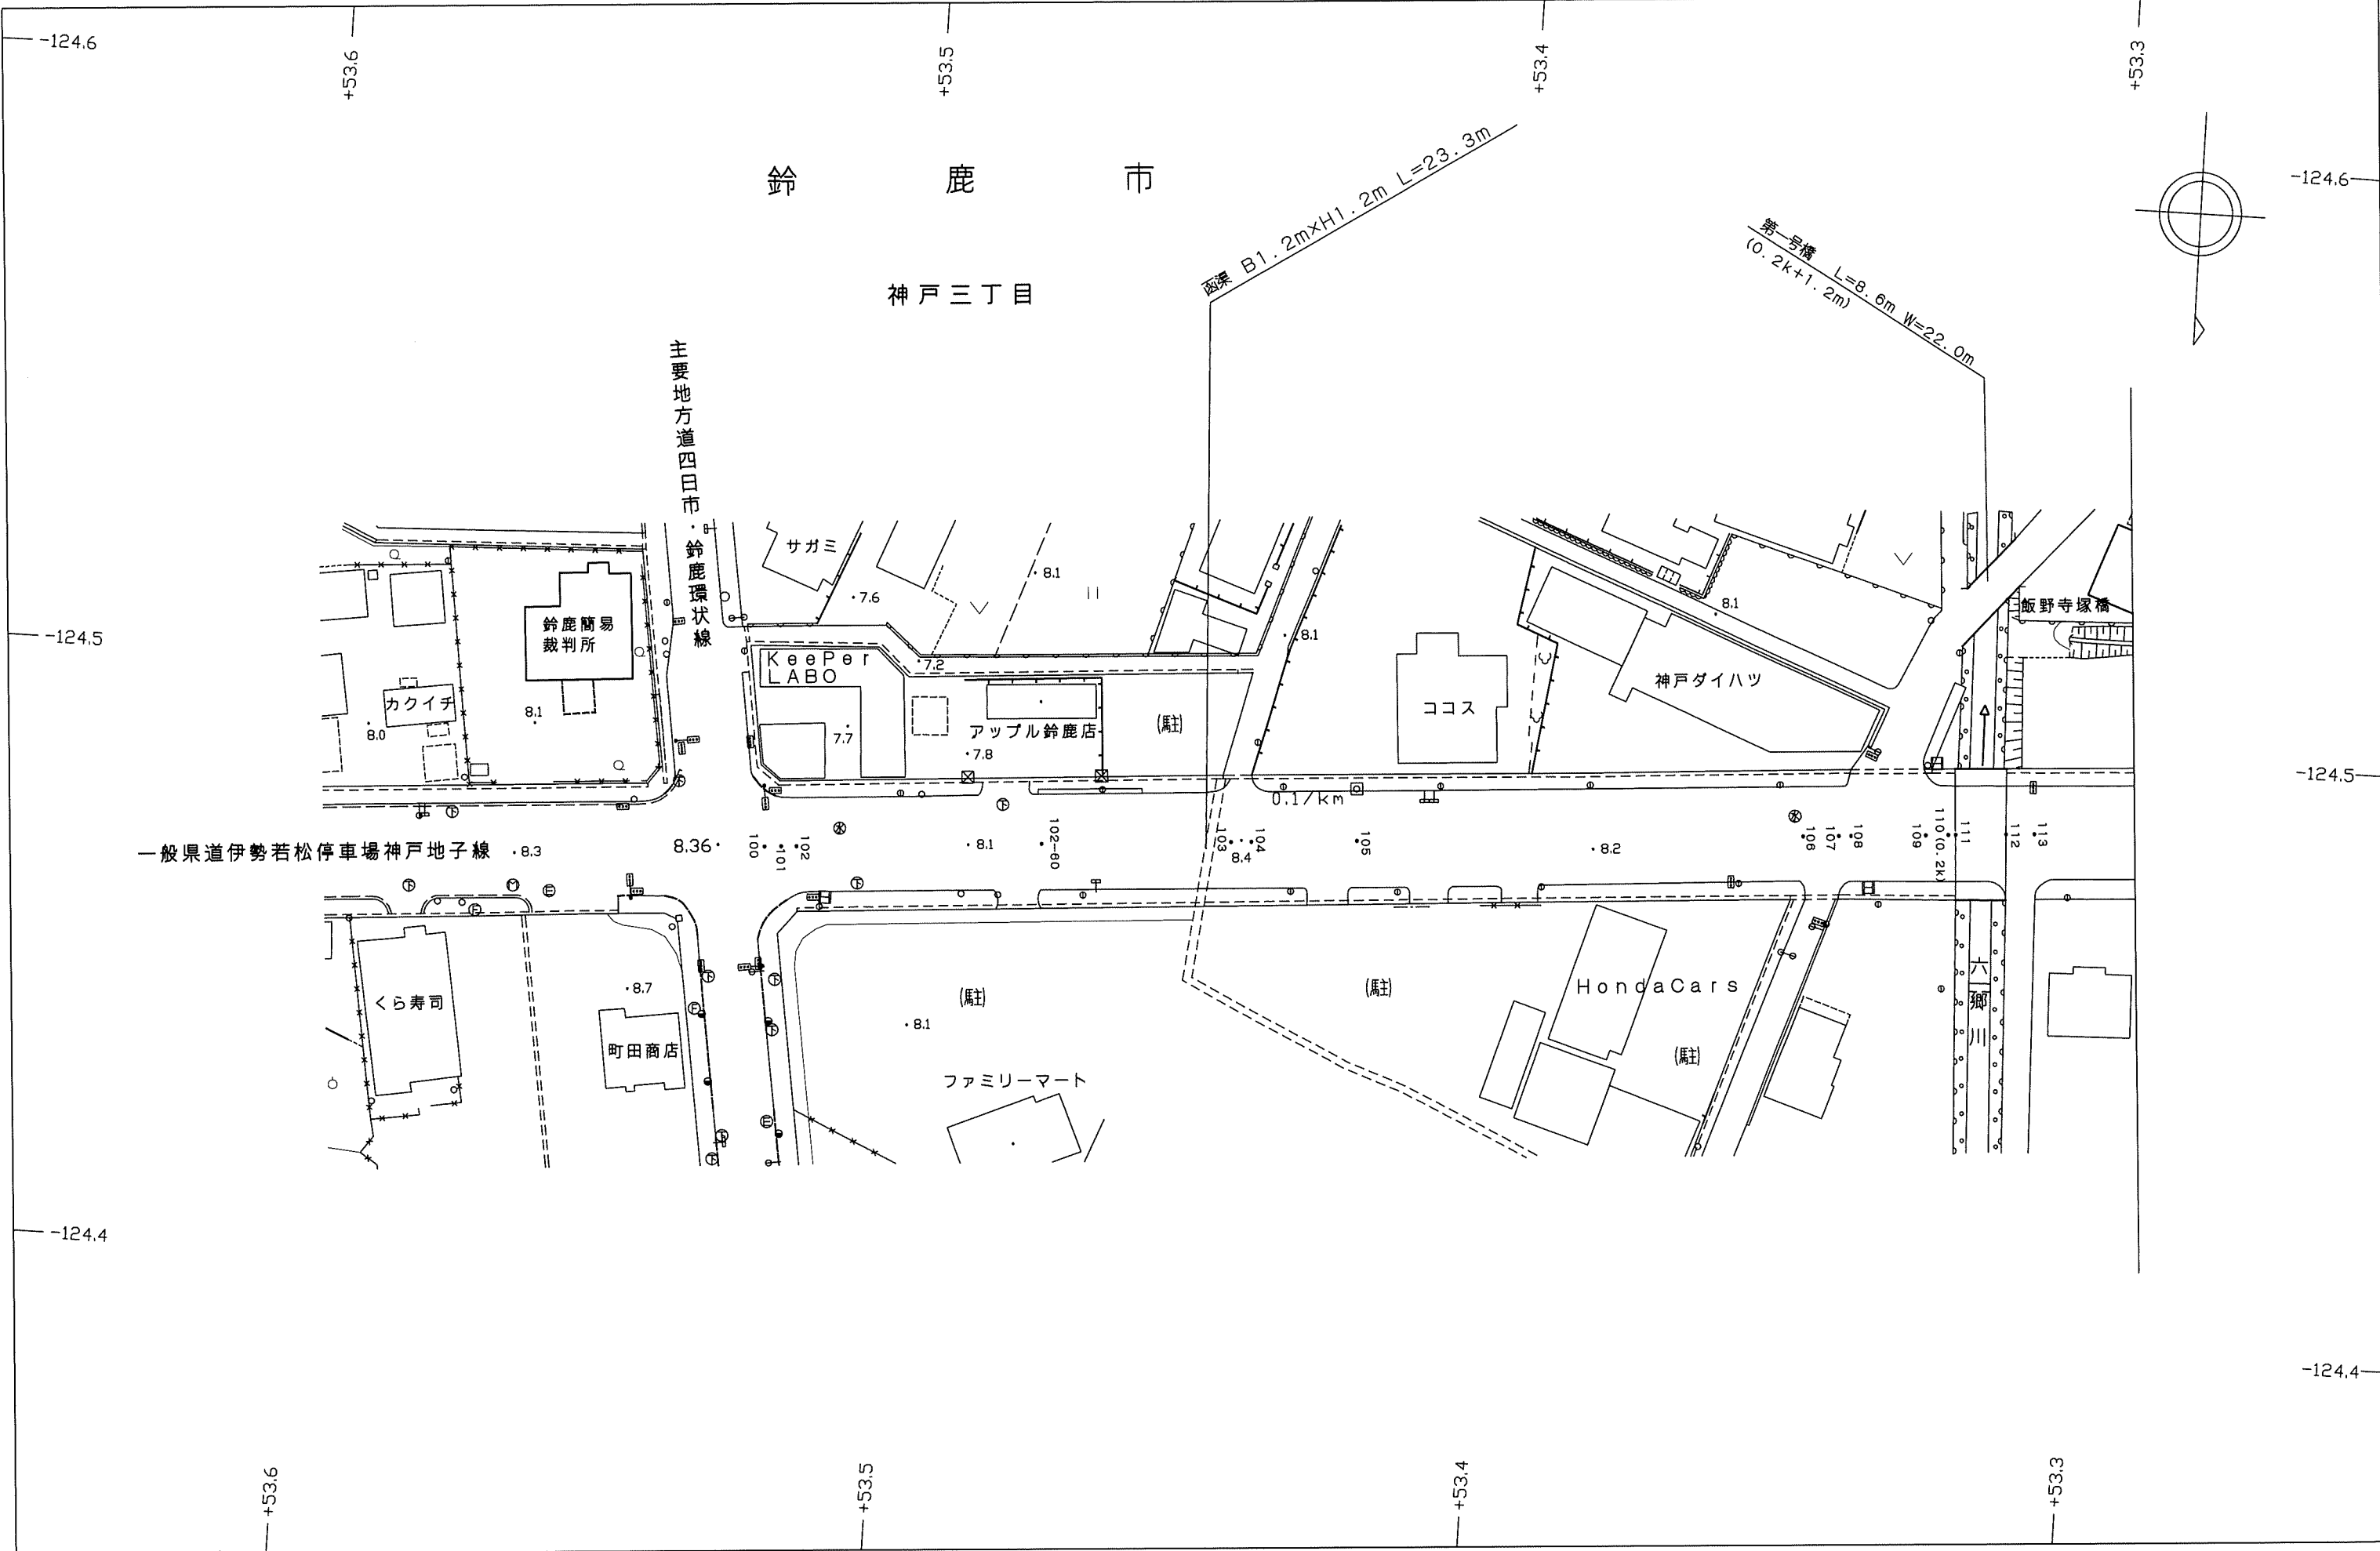 +53.6
+53.5
+53.4
+53.3
-124.6
-124.6
鈴鹿市
函渠 B1.2m×H1.2m L=23.3m
第一号橋 L=8.6m W=22.0m
(0.2k+1.2m)
神戸三丁目
主要地方道四日市・鈴鹿環状線
サガミ
8.1
7.6
8.1
飯野寺塚橋
鈴鹿簡易
裁判所
-124.5
8.1
KeePer
LABO
7.2
神戸ダイハツ
カクイチ
8.1
8.0
7.7
アップル鈴鹿店
7.8
(駐)
ココス
-124.5
0.1/km
一般県道伊勢若松停車場神戸地子線
8.3
8.36
100
101
102
8.1
102-60
103
8.4
104
105
8.2
106
107
108
109
110(0.2k)
111
112
113
くら寿司
8.7
町田商店
(駐)
8.1
ファミリーマート
(駐)
HondaCars
(駐)
六郷川
-124.4
-124.4
+53.6
+53.5
+53.4
+53.3